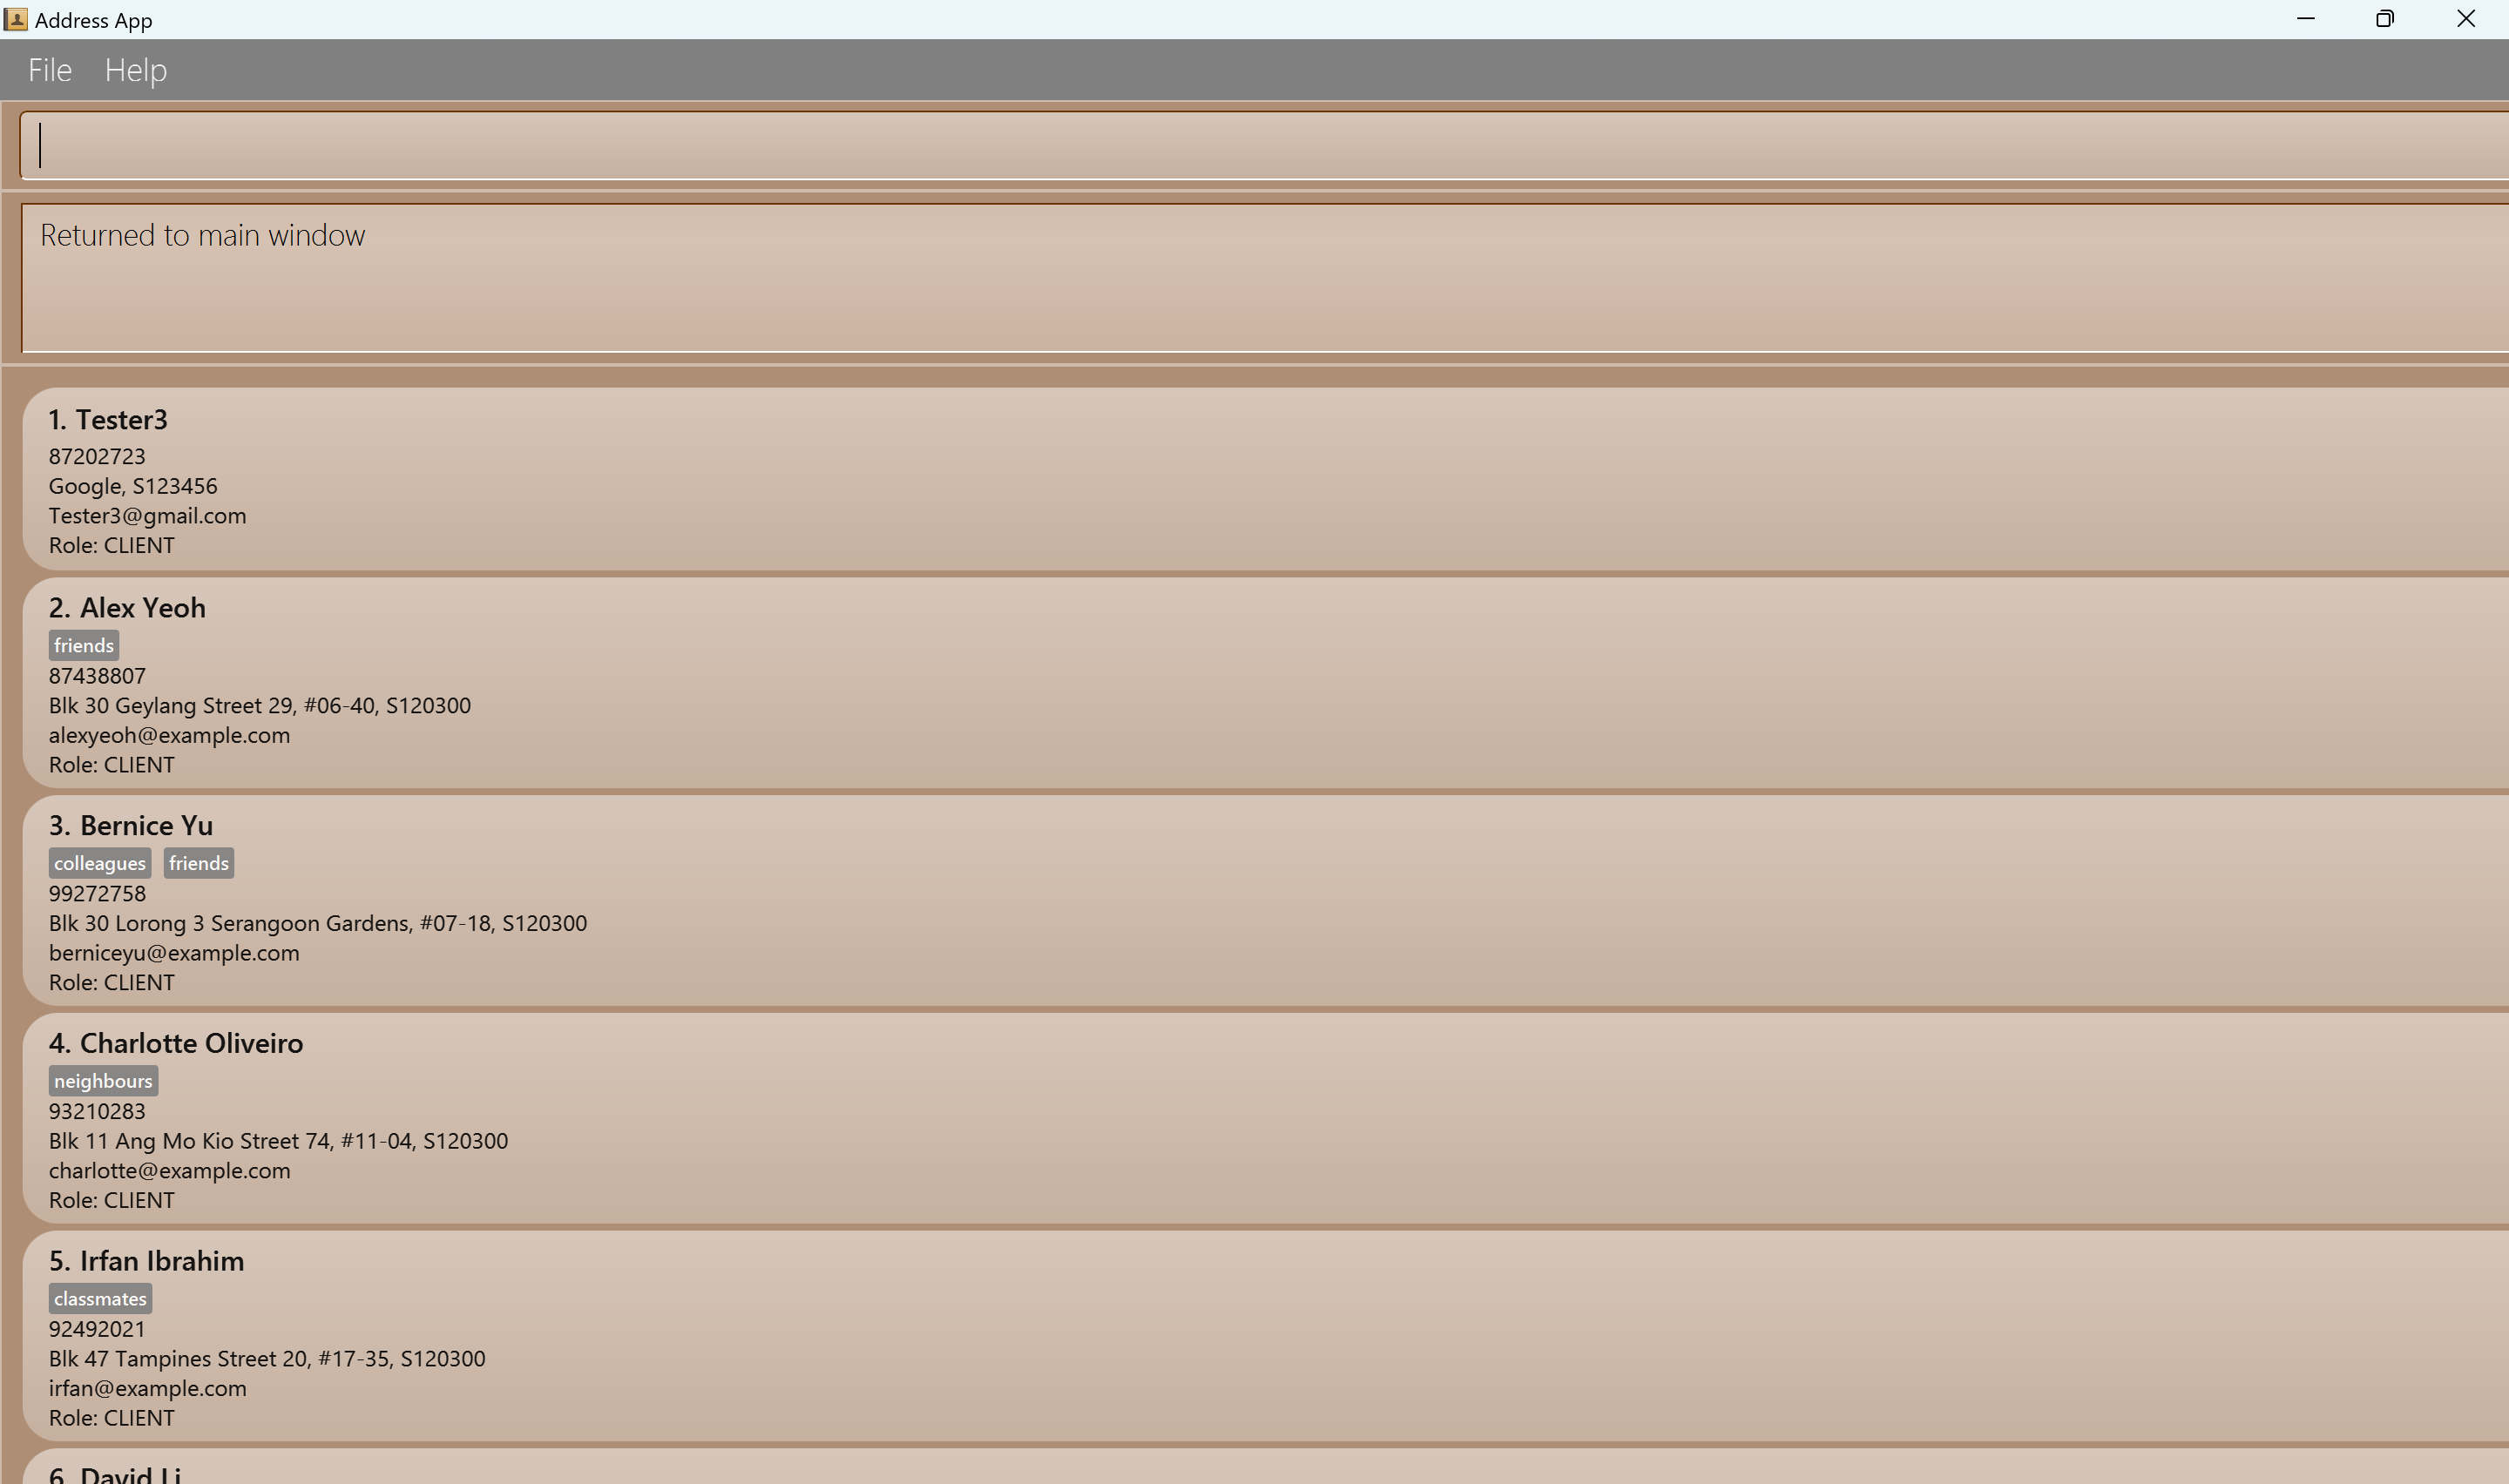 Address App
File Help
Returned to main window
1. Tester3
87202723
Google, S123456
Tester3@gmail.com
Role: CLIENT
2. Alex Yeoh
friends
87438807
Blk 30 Geylang Street 29, #06-40, S120300
alexyeoh@example.com
Role: CLIENT
3. Bernice Yu
colleagues friends
99272758
Blk 30 Lorong 3 Serangoon Gardens, #07-18, S120300
berniceyu@example.com
Role: CLIENT
4. Charlotte Oliveiro
neighbours
93210283
Blk 11 Ang Mo Kio Street 74, #11-04, S120300
charlotte@example.com
Role: CLIENT
5. Irfan Ibrahim
classmates
92492021
Blk 47 Tampines Street 20, #17-35, S120300
irfan@example.com
Role: CLIENT
6. David Li